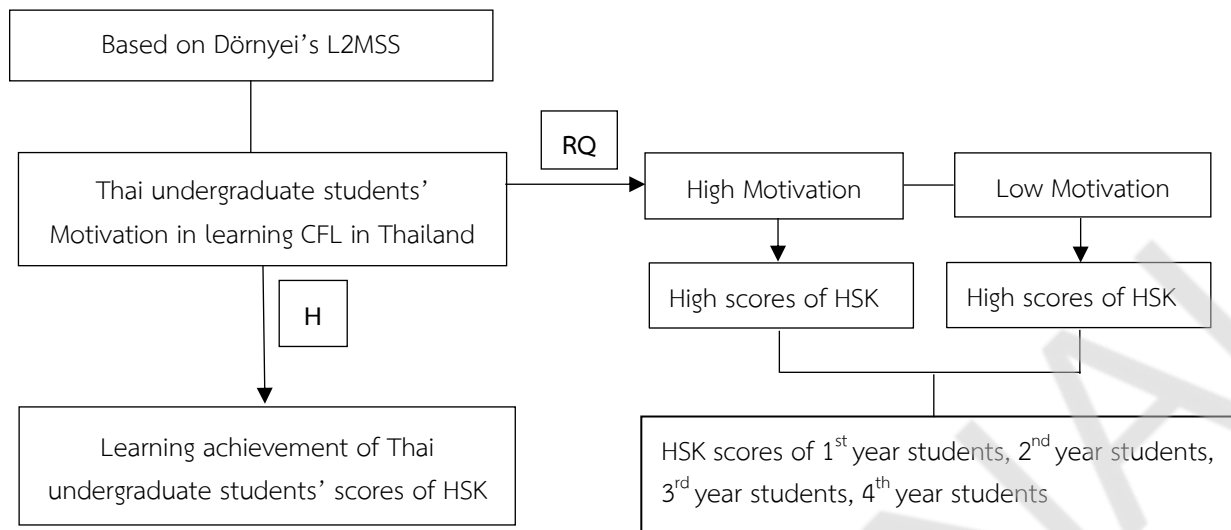 Based on Dörnyei's L2MSS
RQ
Thai undergraduate students'
Motivation in learning CFL in Thailand
High Motivation
Low Motivation
High scores of HSK
High scores of HSK
H
Learning achievement of Thai
undergraduate students' scores of HSK
HSK scores of 1st year students, 2nd year students,
3rd year students, 4th year students